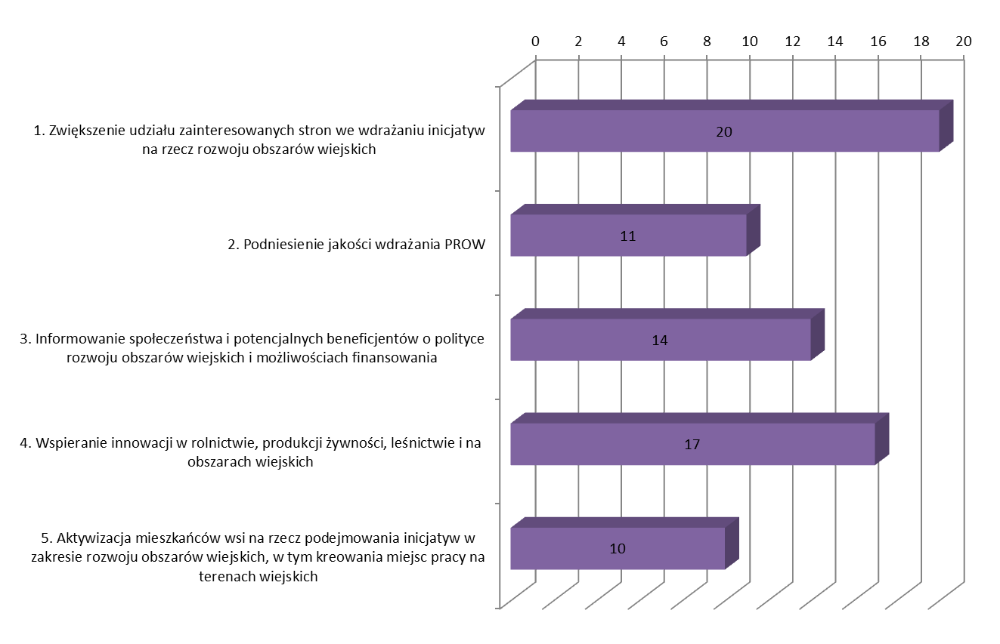 0 2 4 6 8 10 12 14 16 18 20
1. Zwiększenie udziału zainteresowanych stron we wdrażaniu inicjatyw
na rzecz rozwoju obszarów wiejskich
20
2. Podniesienie jakości wdrażania PROW
11
3. Informowanie społeczeństwa i potencjalnych beneficjentów o polityce
rozwoju obszarów wiejskich i możliwościach finansowania
14
4. Wspieranie innowacji w rolnictwie, produkcji żywności, leśnictwie i na
obszarach wiejskich
17
5. Aktywizacja mieszkańców wsi na rzecz podejmowania inicjatyw w
zakresie rozwoju obszarów wiejskich, w tym kreowania miejsc pracy na
terenach wiejskich
10